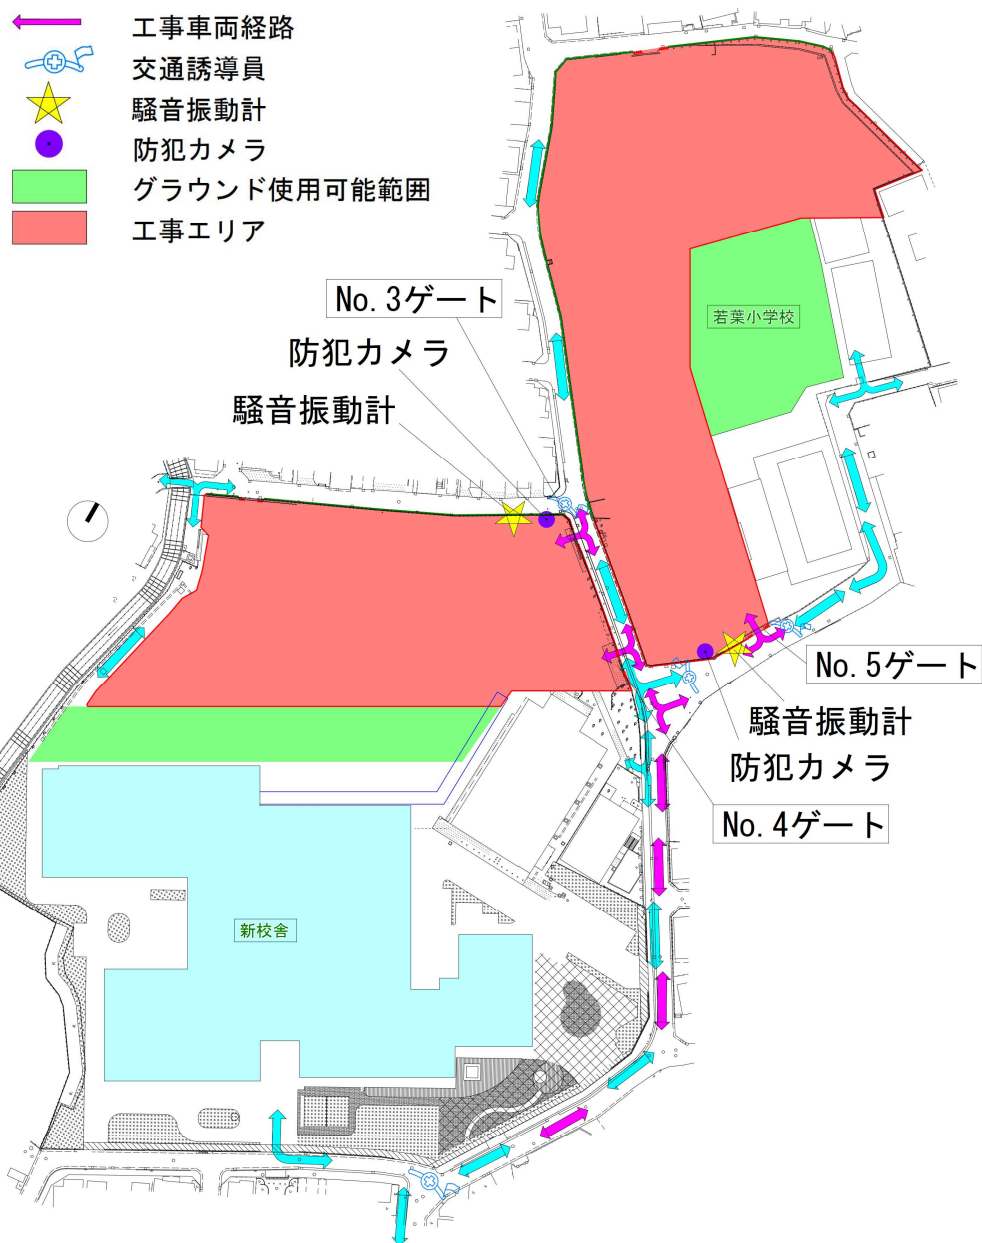 工事車両経路
交通誘導員
騒音振動計
防犯カメラ
グラウンド使用可能範囲
工事エリア
No.3ゲート
防犯カメラ
騒音振動計
若葉小学校
No.5ゲート
騒音振動計
防犯カメラ
No.4ゲート
新校舎